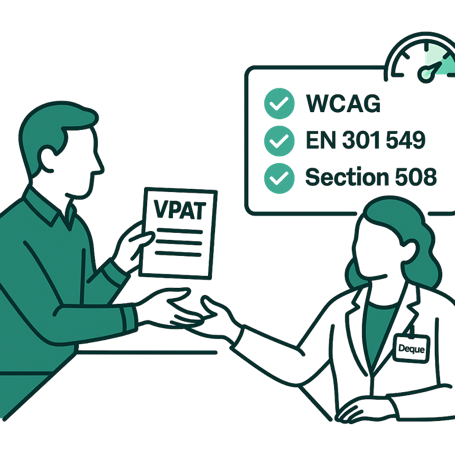 WCAG
EN 301 549
Section 508
VPAT
Deque